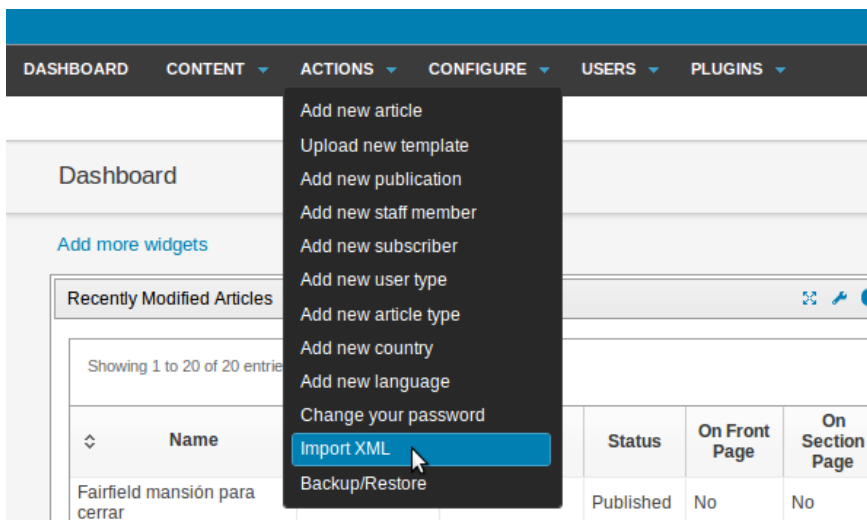 DASHBOARD CONTENT ACTIONS CONFIGURE USERS PLUGINS
Add new article
Upload new template
Dashboard
Add new publication
Add new staff member
Add more widgets
Add new subscriber
Add new user type
Recently Modified Articles
Add new article type
Add new country
Showing 1 to 20 of 20 entrie
Add new language
Change your password
Import XML
Backup/Restore
Name
Status
On Front
Page
On
Section
Page
Fairfield mansión para
cerrar
Published No No